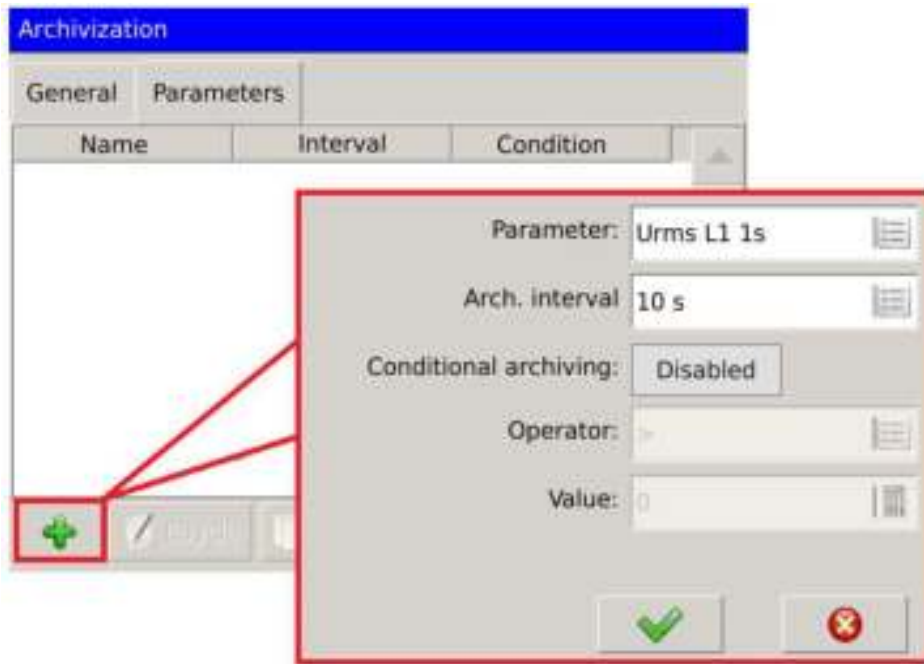 Archivization
General Parameters
Name Interval Condition
Parameter: Urms L1 1s
Arch. interval 10 s
Conditional archiving: Disabled
Operator: >
Value: 0